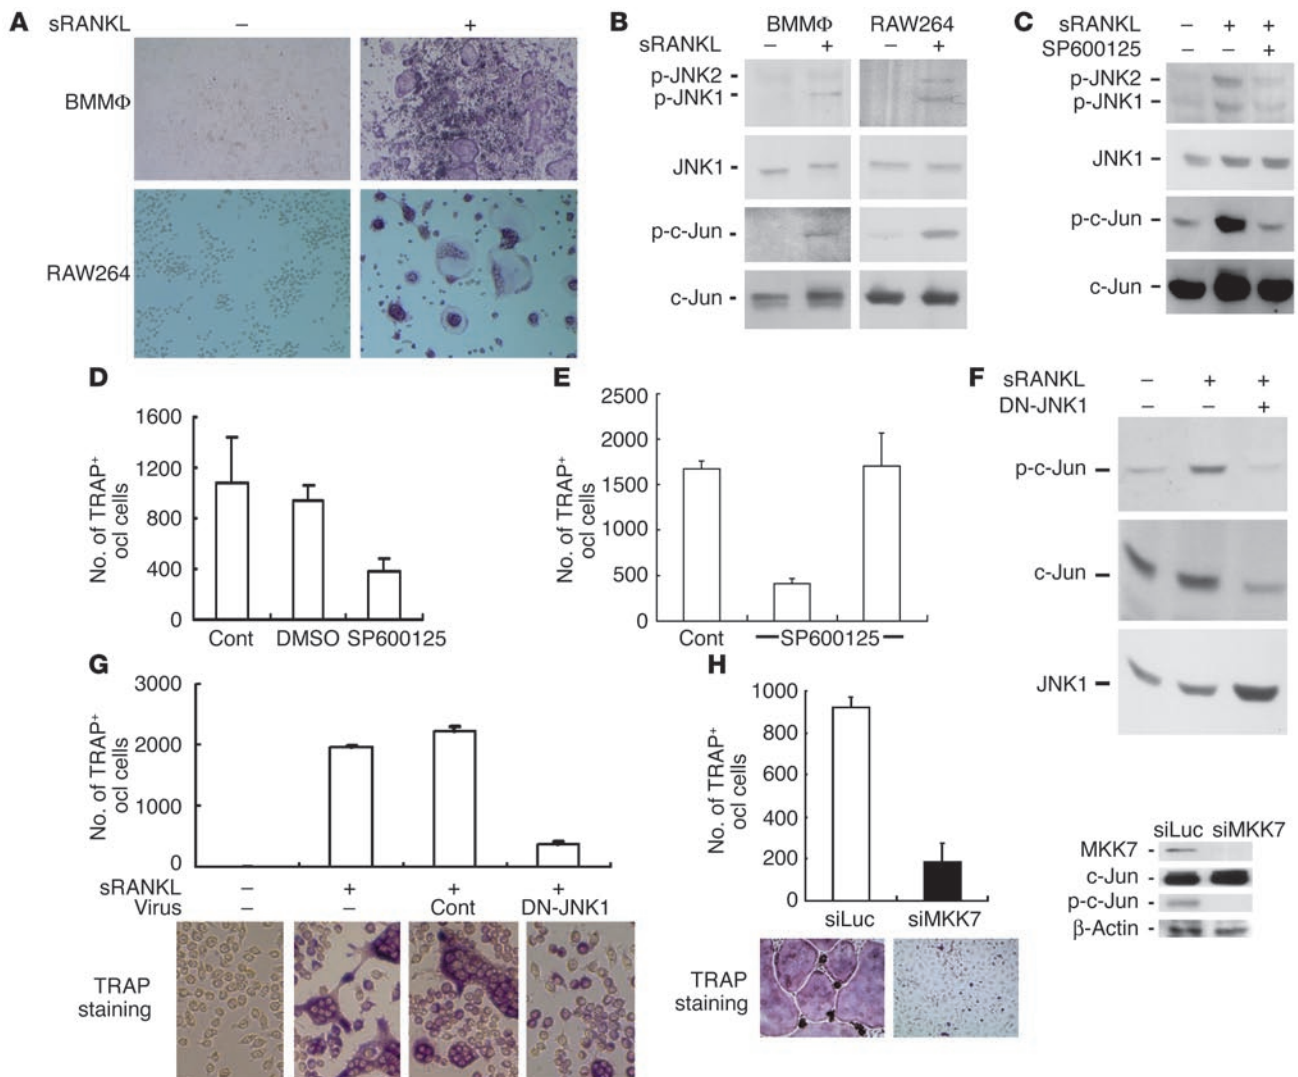 A
sRANKL – +
BMMΦ
RAW264
B
BMMΦ RAW264
sRANKL – + – +
p-JNK2 -
p-JNK1 -
JNK1 -
p-c-Jun -
c-Jun -
C
sRANKL – + +
SP600125 – – +
p-JNK2 -
p-JNK1 -
JNK1 -
p-c-Jun -
c-Jun -
D
No. of TRAP+
ocl cells
1600
1200
800
400
0
Cont DMSO SP600125
E
No. of TRAP+
ocl cells
2500
2000
1500
1000
500
0
Cont —SP600125—
F
sRANKL – + +
DN-JNK1 – – +
p-c-Jun –
c-Jun –
JNK1 –
G
No. of TRAP+
ocl cells
3000
2000
1000
0
sRANKL – + + +
Virus – – Cont DN-JNK1
TRAP
staining
H
No. of TRAP+
ocl cells
1000
800
600
400
200
0
siLuc siMKK7
TRAP
staining
siLuc siMKK7
MKK7 -
c-Jun -
p-c-Jun -
β-Actin -